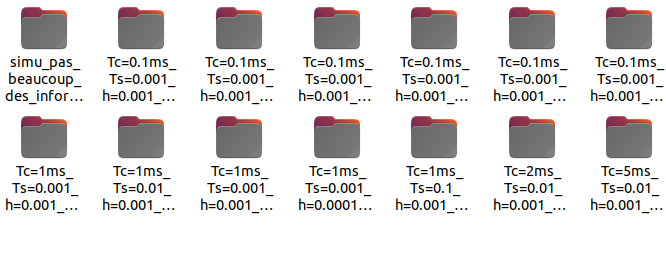 simu_pas_
beaucoup_
des_infor...
Tc=0.1ms_
Ts=0.001_
h=0.001_...
Tc=0.1ms_
Ts=0.001_
h=0.001_...
Tc=0.1ms_
Ts=0.001_
h=0.001_...
Tc=0.1ms_
Ts=0.001_
h=0.001_...
Tc=0.1ms_
Ts=0.001_
h=0.001_...
Tc=0.1ms_
Ts=0.001_
h=0.001_...
Tc=1ms_
Ts=0.001_
h=0.001_...
Tc=1ms_
Ts=0.01_
h=0.001_...
Tc=1ms_
Ts=0.001_
h=0.001_...
Tc=1ms_
Ts=0.001_
h=0.0001...
Tc=1ms_
Ts=0.1_
h=0.001_...
Tc=2ms_
Ts=0.01_
h=0.001_...
Tc=5ms_
Ts=0.01_
h=0.001_...